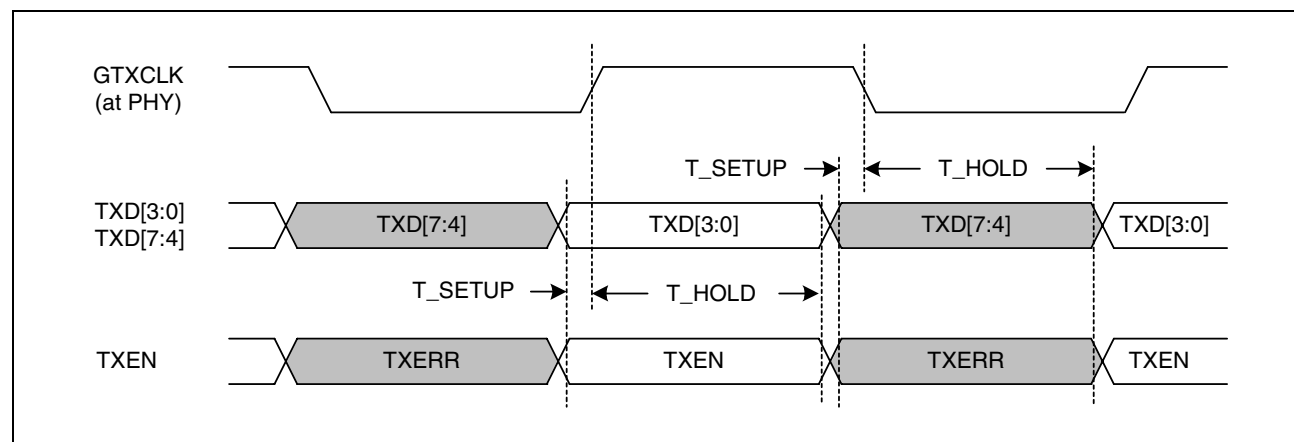 GTXCLK
(at PHY)
T_SETUP T_HOLD
TXD[3:0]
TXD[7:4]
TXD[7:4] TXD[3:0] TXD[7:4] TXD[3:0]
T_SETUP T_HOLD
TXEN TXERR TXEN TXERR TXEN